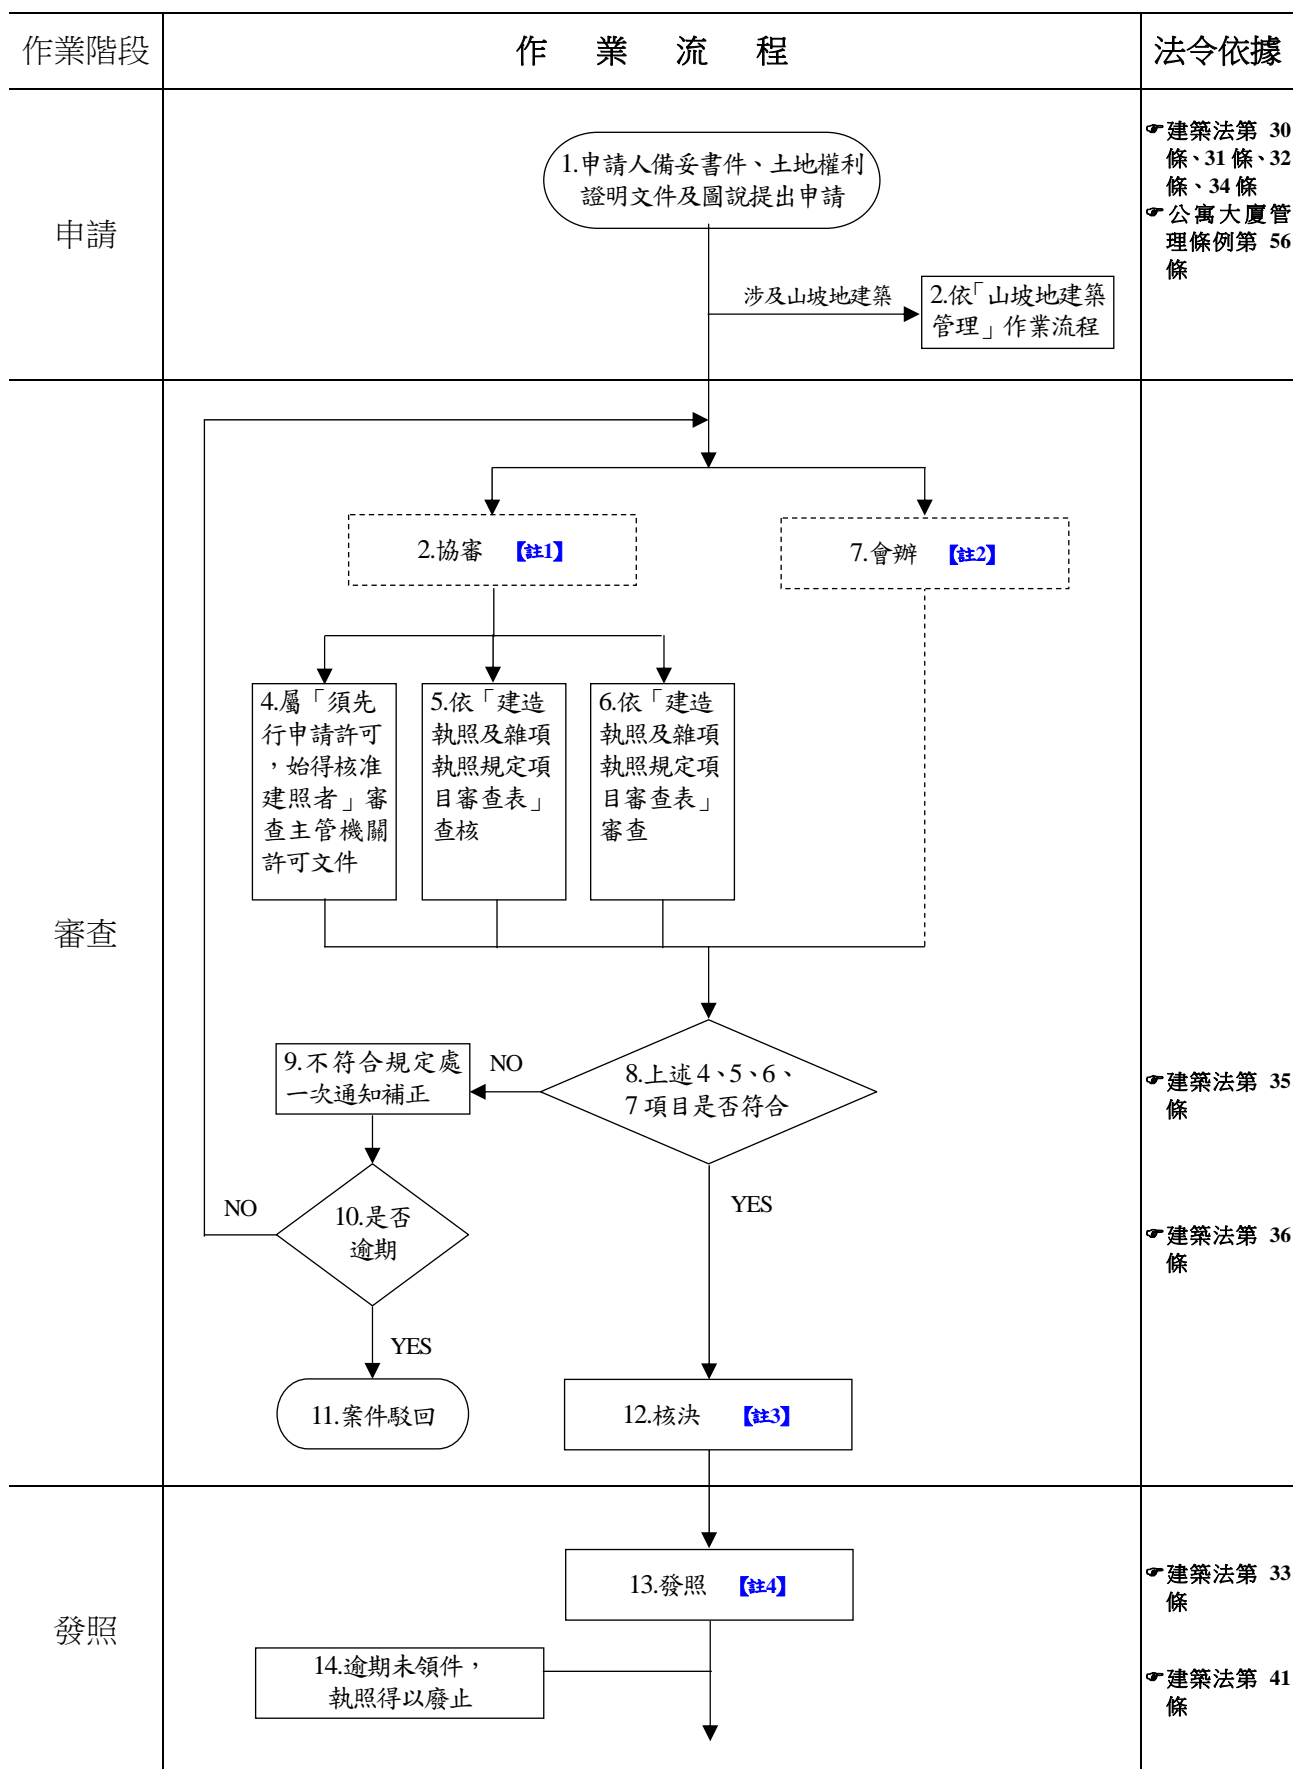 作業階段
作 業 流 程
法令依據
申請
1.申請人備妥書件、土地權利
證明文件及圖說提出申請
涉及山坡地建築
2.依「山坡地建築
管理」作業流程
☞建築法第 30
條、31 條、32
條、34 條
☞公寓大廈管
理條例第 56
條
審查
2.協審 【註1】
7.會辦 【註2】
4.屬「須先
行申請許可
，始得核准
建照者」審
查主管機關
許可文件
5.依「建造
執照及雜項
執照規定項
目審查表」
查核
6.依「建造
執照及雜項
執照規定項
目審查表」
審查
8.上述 4、5、6、
7 項目是否符合
NO
9.不符合規定處
一次通知補正
YES
10.是否
逾期
NO
YES
11.案件駁回
12.核決 【註3】
☞建築法第 35
條
☞建築法第 36
條
發照
13.發照 【註4】
14.逾期未領件，
執照得以廢止
☞建築法第 33
條
☞建築法第 41
條